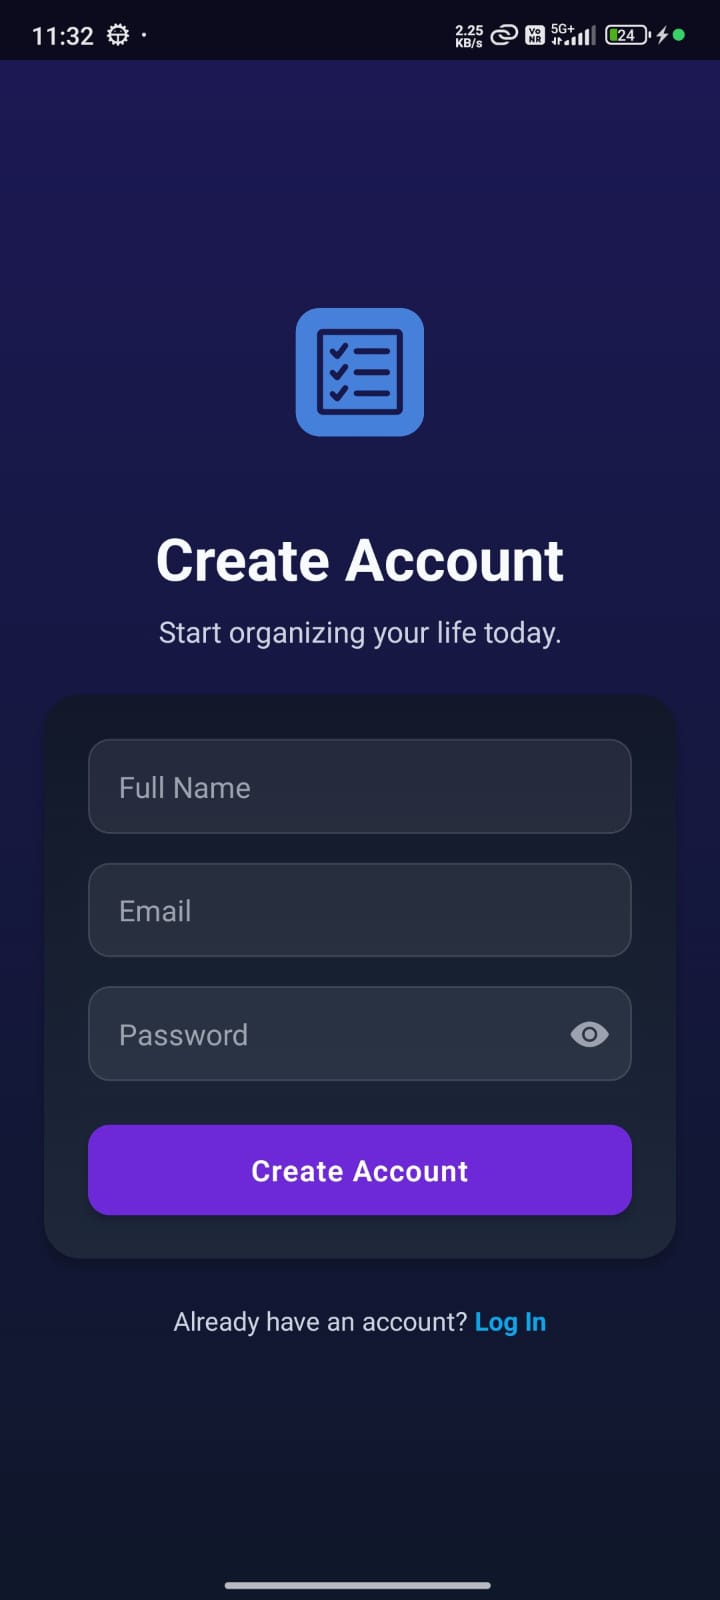 11:32
2.25
KB/s
Vo
NR
5G+
24
Create Account
Start organizing your life today.
Full Name
Email
Password
Create Account
Already have an account? Log In